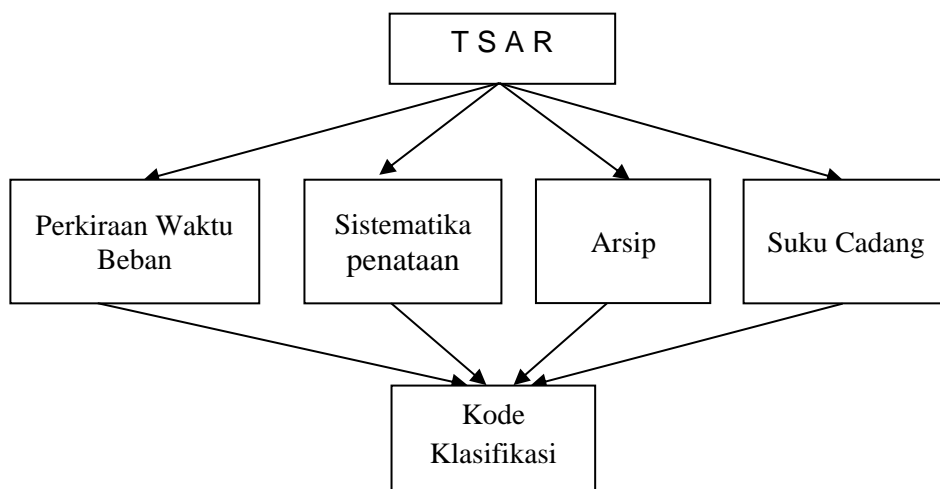 T S A R
Perkiraan Waktu
Beban
Sistematika
penataan
Arsip
Suku Cadang
Kode
Klasifikasi